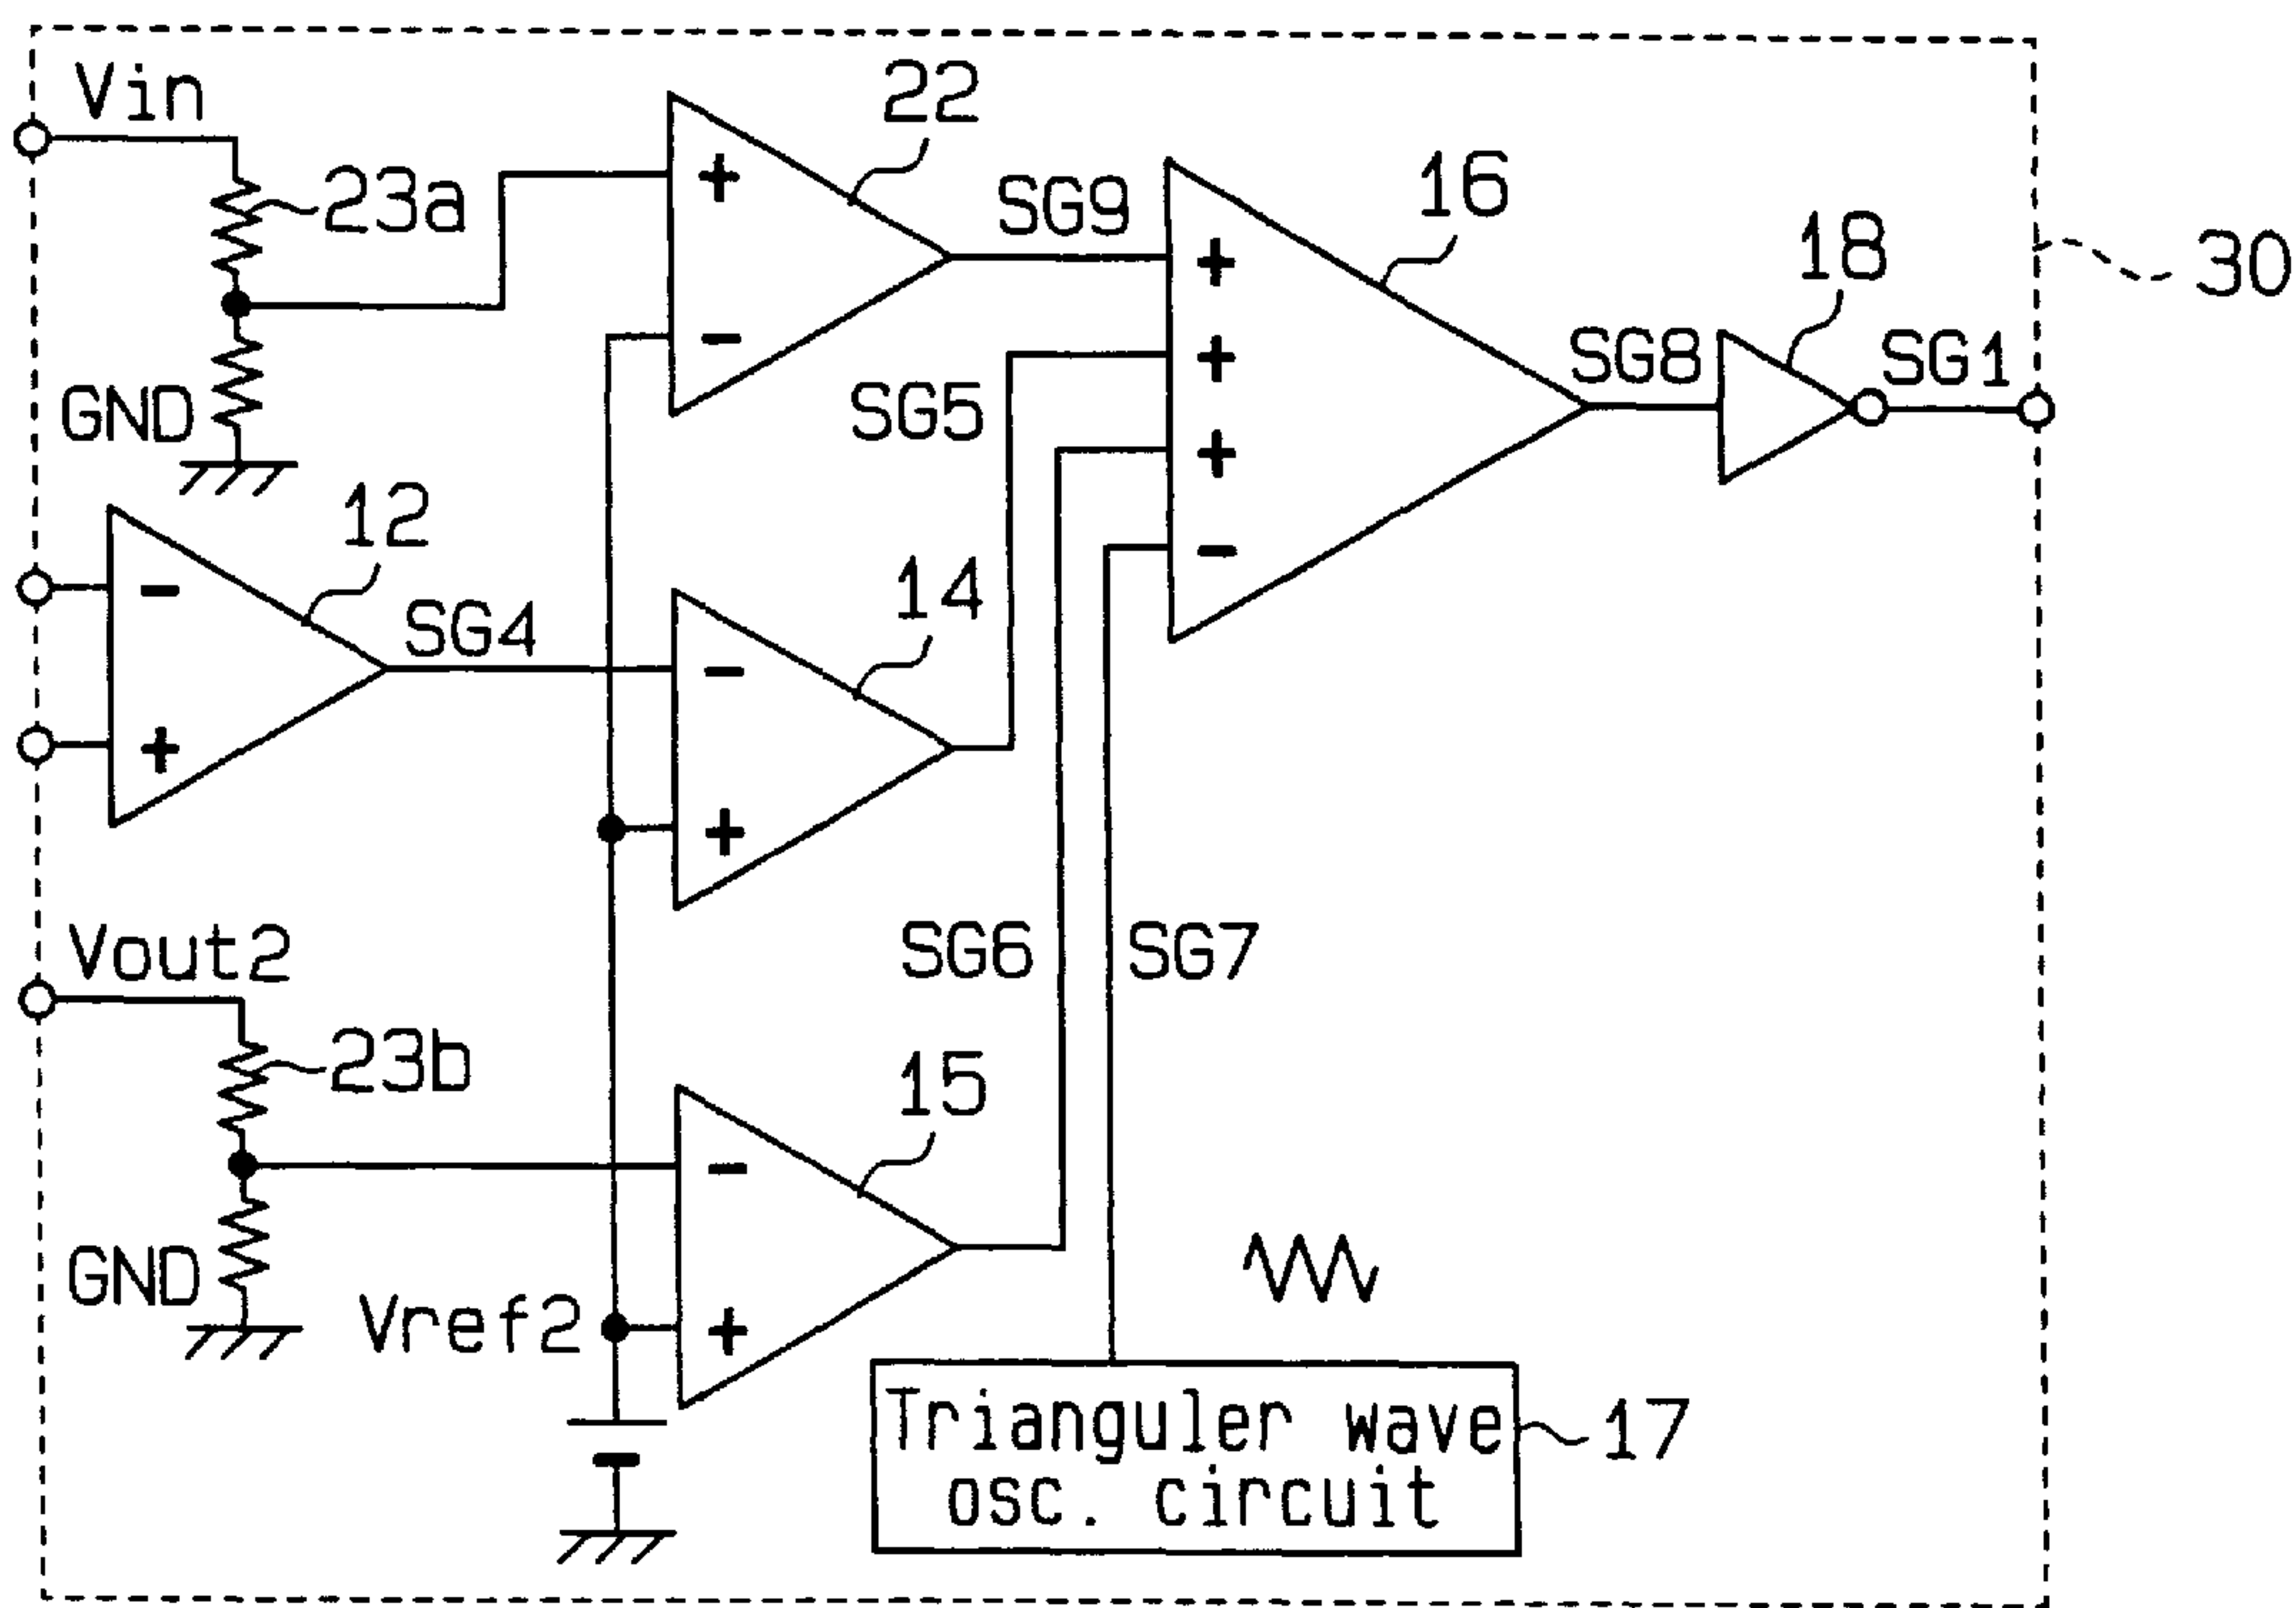 Vin
22
23a
SG9
16
18
30
SG8
SG1
GND
SG5
12
14
SG4
Vout2
SG6
SG7
23b
15
GND
Vref2
Trianguler wave
osc. circuit
17
+
-
+
+
+
-
-
+
-
+
-
+